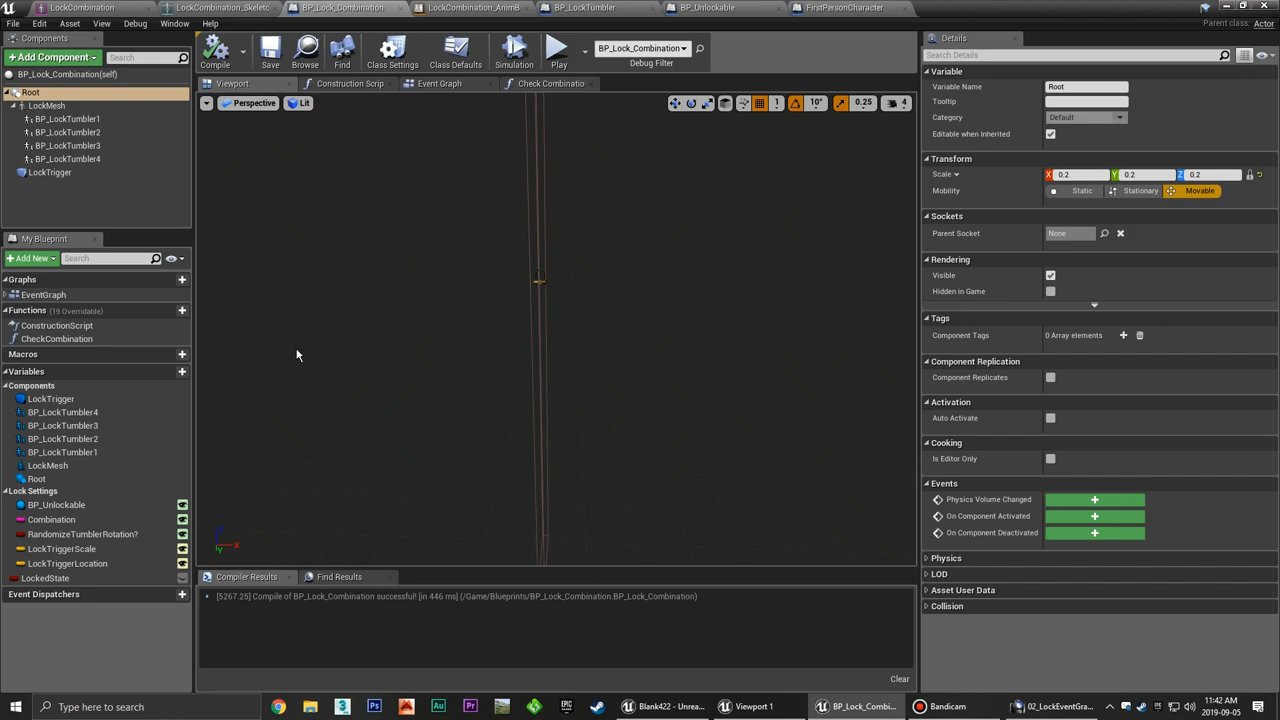 LockCombination
LockCombination_Skeletc
BP_Lock_Combination
LockCombination_AnimB
BP_LockTumbler
BP_Unlockable
FirstPersonCharacter
File
Edit
Asset
View
Debug
Window
Help
Parent class: Actor
Components
+ Add Component
Search
BP_Lock_Combination(self)
Root
LockMesh
BP_LockTumbler1
BP_LockTumbler2
BP_LockTumbler3
BP_LockTumbler4
LockTrigger
My Blueprint
+ Add New
Search
Graphs
EventGraph
Functions (19 Overridable)
ConstructionScript
CheckCombination
Macros
Variables
Components
LockTrigger
BP_LockTumbler4
BP_LockTumbler3
BP_LockTumbler2
BP_LockTumbler1
LockMesh
Root
Lock Settings
BP_Unlockable
Combination
RandomizeTumblerRotation?
LockTriggerScale
LockTriggerLocation
LockedState
Event Dispatchers
Compile
Save
Browse
Find
Class Settings
Class Defaults
Simulation
Play
BP_Lock_Combination
Debug Filter
Viewport
Construction Scrip
Event Graph
Check Combinatio
Perspective
Lit
1
10°
0.25
4
Z
X
Y
Compiler Results
Find Results
[5267.25] Compile of BP_Lock_Combination successful! [in 446 ms] (/Game/Blueprints/BP_Lock_Combination.BP_Lock_Combination)
Clear
Details
Search Details
Variable
Variable Name Root
Tooltip
Category Default
Editable when Inherited
Transform
Scale X 0.2 Y 0.2 Z 0.2
Mobility Static Stationary Movable
Sockets
Parent Socket None
Rendering
Visible
Hidden in Game
Tags
Component Tags 0 Array elements
Component Replication
Component Replicates
Activation
Auto Activate
Cooking
Is Editor Only
Events
Physics Volume Changed
On Component Activated
On Component Deactivated
Physics
LOD
Asset User Data
Collision
Type here to search
Blank422 - Unrea...
Viewport 1
BP_Lock_Combi...
Bandicam
02_LockEventGra...
11:42 AM
2019-09-05